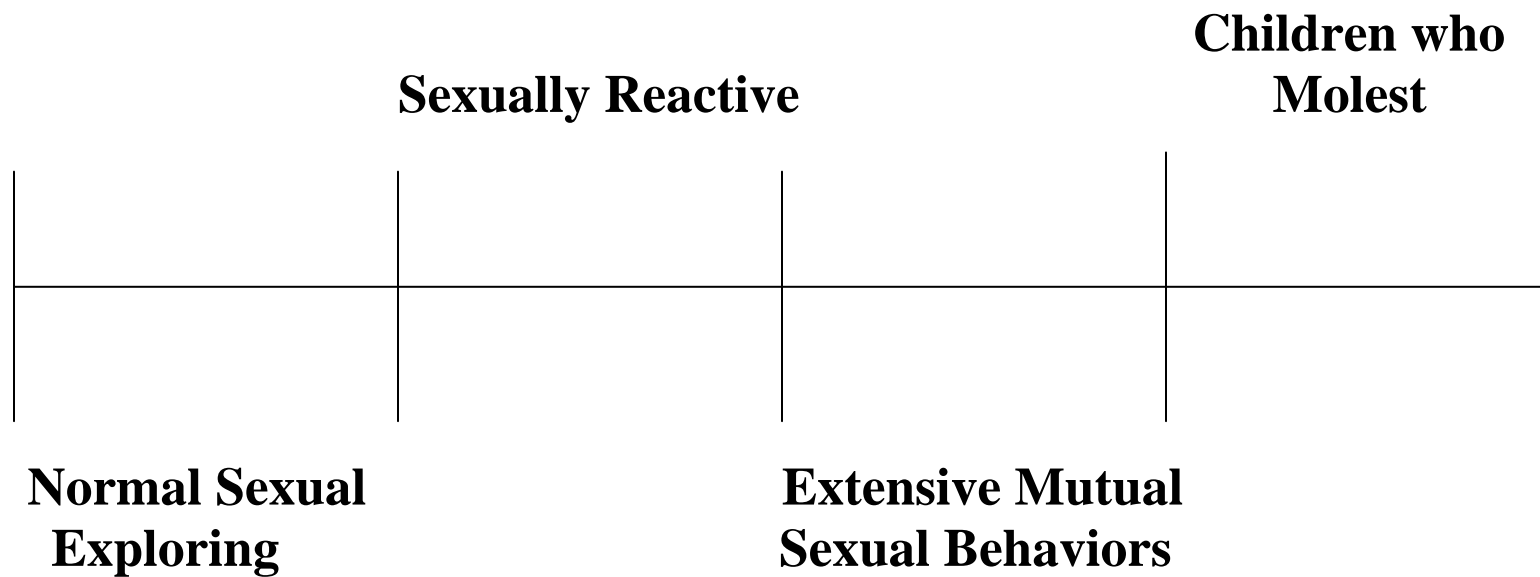 Children who
Molest
Sexually Reactive
Normal Sexual
Exploring
Extensive Mutual
Sexual Behaviors